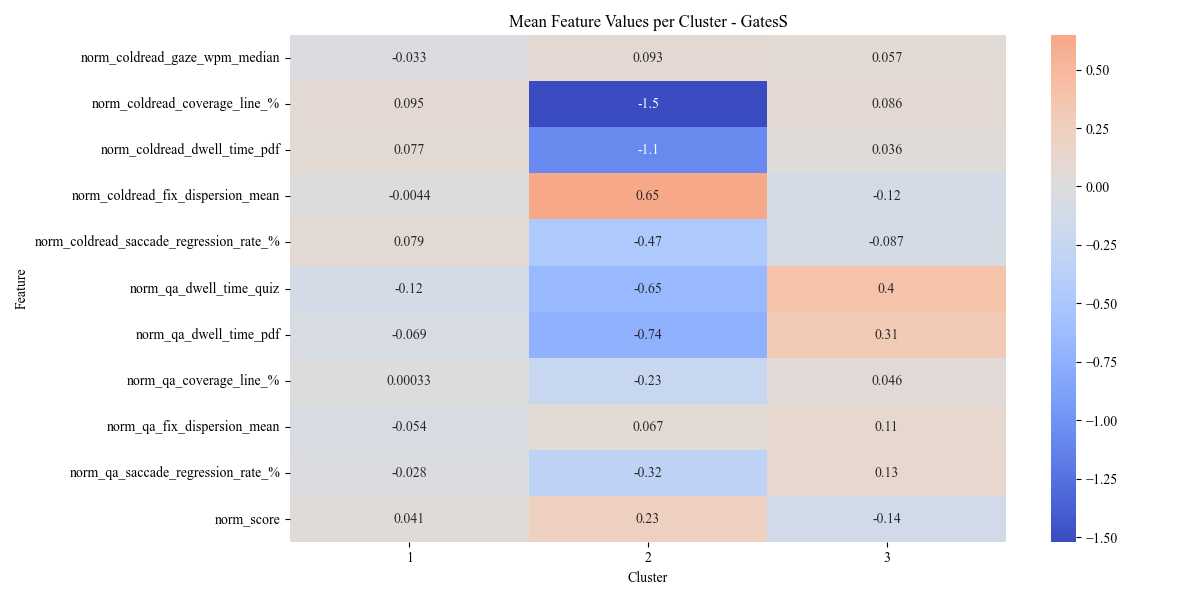 Mean Feature Values per Cluster - GatesS
Feature
norm_coldread_gaze_wpm_median -0.033 0.093 0.057
norm_coldread_coverage_line_% 0.095 -1.5 0.086
norm_coldread_dwell_time_pdf 0.077 -1.1 0.036
norm_coldread_fix_dispersion_mean -0.0044 0.65 -0.12
norm_coldread_saccade_regression_rate_% 0.079 -0.47 -0.087
norm_qa_dwell_time_quiz -0.12 -0.65 0.4
norm_qa_dwell_time_pdf -0.069 -0.74 0.31
norm_qa_coverage_line_% 0.00033 -0.23 0.046
norm_qa_fix_dispersion_mean -0.054 0.067 0.11
norm_qa_saccade_regression_rate_% -0.028 -0.32 0.13
norm_score 0.041 0.23 -0.14
1 2 3
Cluster
0.50
0.25
0.00
−0.25
−0.50
−0.75
−1.00
−1.25
−1.50